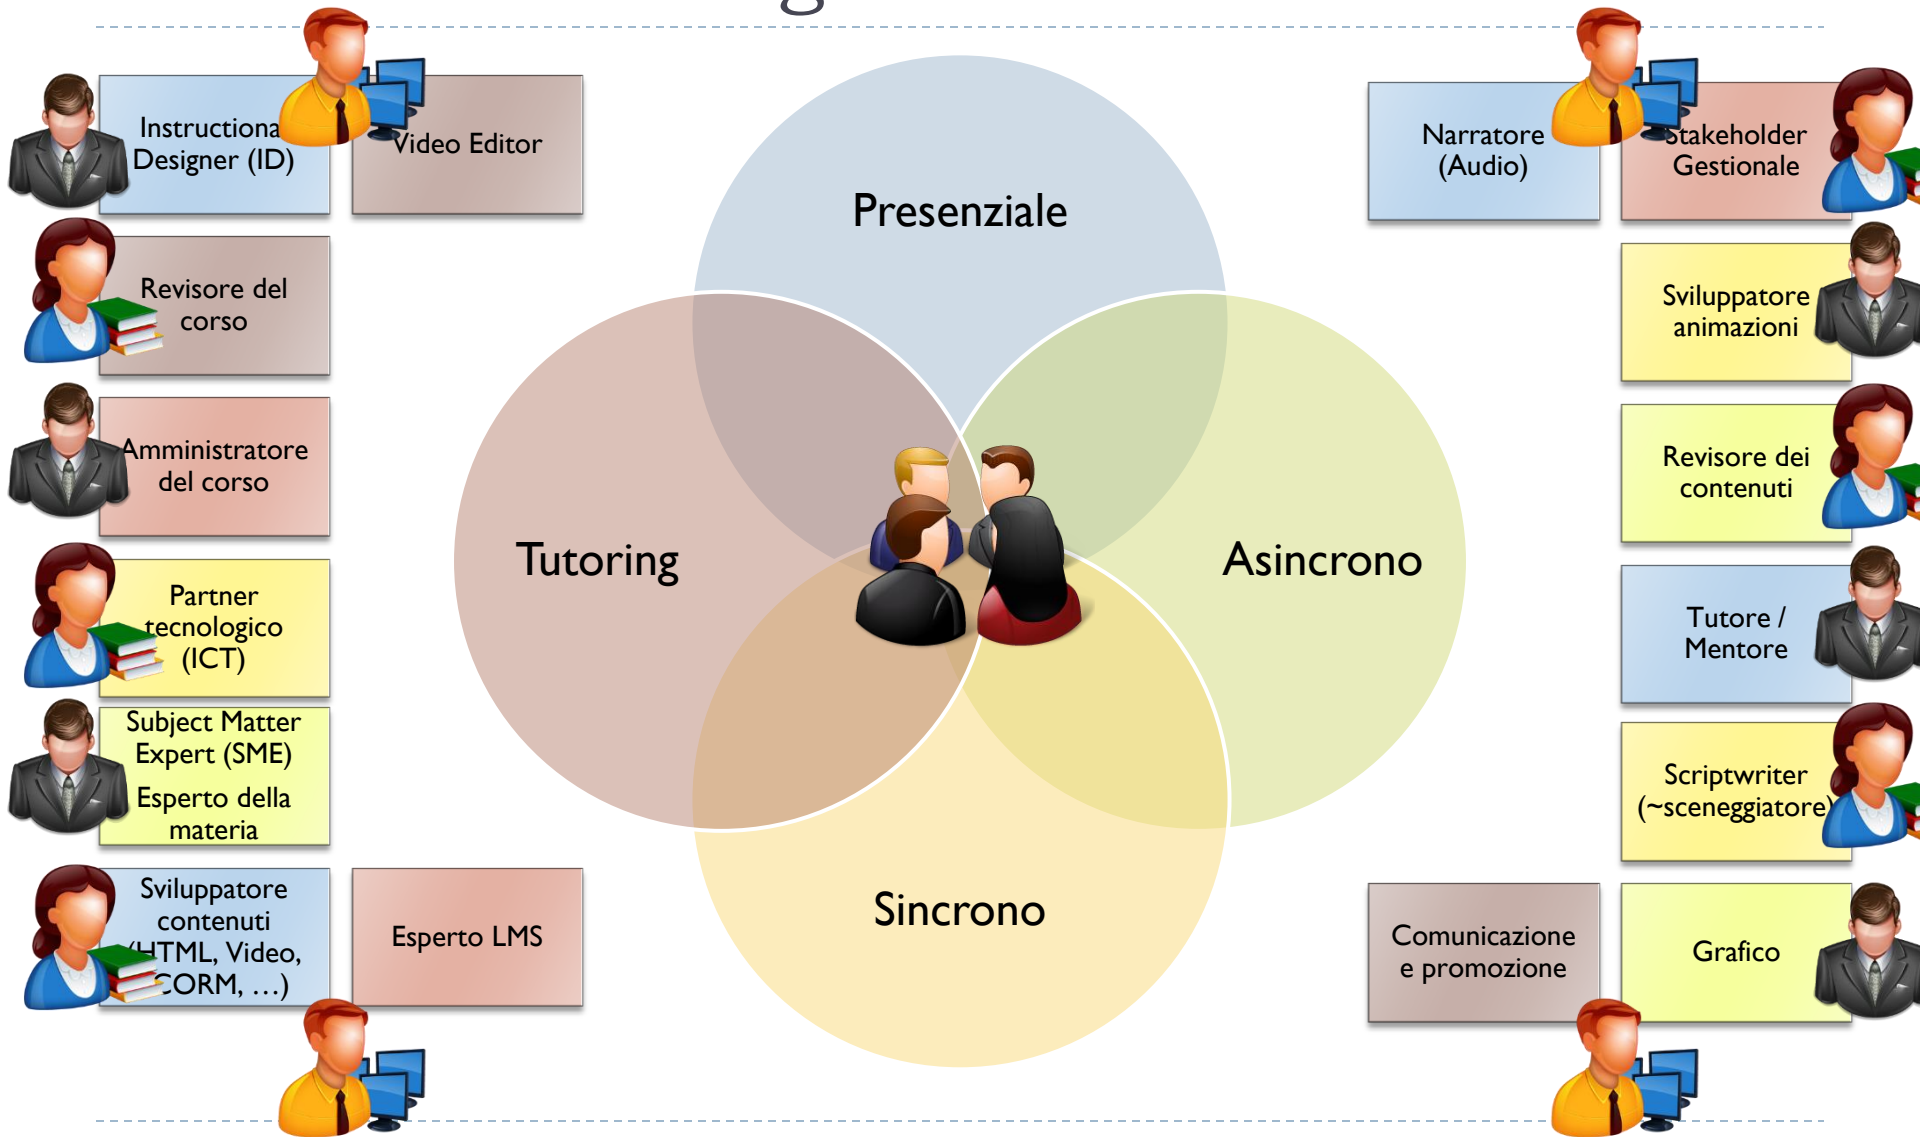 g
Instructiona
Designer (ID)
Video Editor
Revisore del
corso
Amministratore
del corso
Partner
tecnologico
(ICT)
Subject Matter
Expert (SME)
Esperto della
materia
Sviluppatore
contenuti
(HTML, Video,
CORM, …)
Esperto LMS
Presenziale
Tutoring
Asincrono
Sincrono
Narratore
(Audio)
Stakeholder
Gestionale
Sviluppatore
animazioni
Revisore dei
contenuti
Tutore /
Mentore
Scriptwriter
(~sceneggiatore)
Comunicazione
e promozione
Grafico